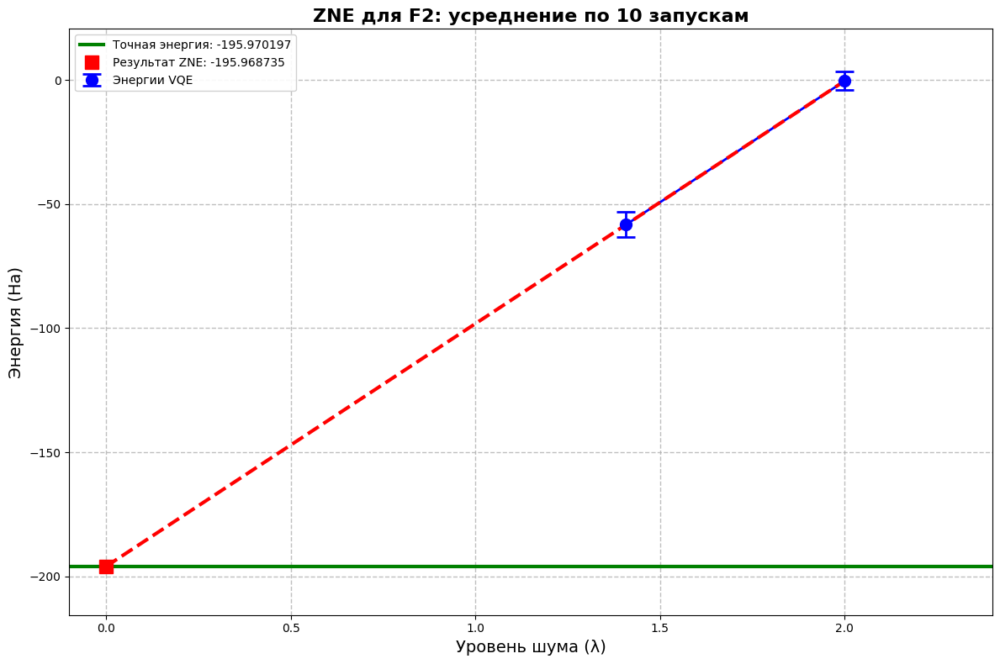 ZNE для F2: усреднение по 10 запускам
Точная энергия: -195.970197
Результат ZNE: -195.968735
Энергии VQE
Энергия (Ha)
0
−50
−100
−150
−200
0.0
0.5
1.0
1.5
2.0
Уровень шума (λ)